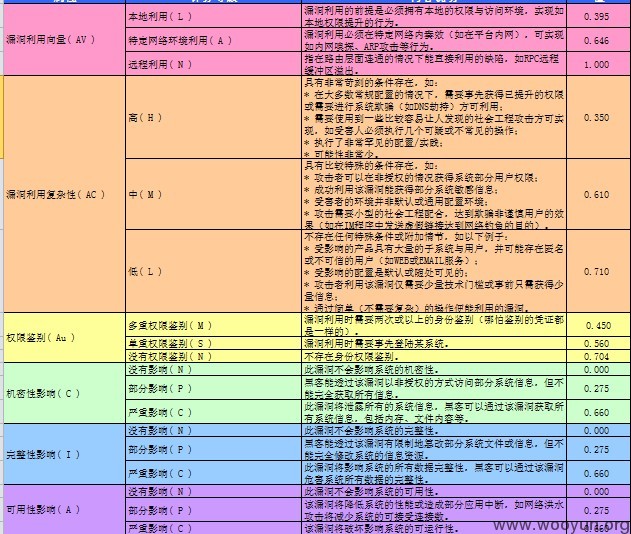 漏洞利用向量(AV)
本地利用(L)
漏洞利用的前提是必须拥有本地的权限与访问环境，实现如
本地权限提升的行为。
0.395
特定网络环境利用(A)
漏洞利用必须在特定网络内奏效（如在平台内网），可实现
如内网嗅探、ARP攻击等行为。
0.646
远程利用(N)
指在路由层面连通的情况下能直接利用的缺陷，如RPC远程
缓冲区溢出。
1.000
漏洞利用复杂性(AC)
高(H)
具有非常苛刻的条件存在，如:
* 在大多数常规配置的情况下，需要事先获得已提升的权限
或需要进行系统欺骗（如DNS劫持）方可利用；
* 需要使用到一些比较容易让人发现的社会工程攻击方可实
现，如受害人必须执行几个可疑或不常见的操作；
* 执行了非常罕见的配置/实践；
* 可能性非常少。
0.350
中(M)
具有比较特殊的条件存在，如:
* 攻击者可以在非授权的情况获得系统部分用户权限；
* 成功利用该漏洞能获得部分系统敏感信息；
* 受害者的环境并非默认或通用配置环境；
* 攻击需要小型的社会工程配合，达到欺骗非谨慎用户的效
果（如在IM程序中发送虚假链接达到网络钓鱼的目的）。
0.610
低(L)
不存在任何特殊条件或附加情节，如以下例子:
* 受影响的产品具有大量的子系统与用户，并可能存在匿名
或不可信的用户（如WEB或EMAIL服务）；
* 受影响的配置是默认或随处可见的；
* 攻击者利用该漏洞仅需要少量技术门槛或事前只需获得少
量信息；
* 通过简单（不需要复杂）的操作便能利用的漏洞。
0.710
权限鉴别(Au)
多重权限鉴别(M)
漏洞利用时需要两次或以上的身份鉴别（哪怕鉴别的凭证都
是一样的）。
0.450
单重权限鉴别(S)
漏洞利用时需要事先登陆某系统。
0.560
没有权限鉴别(N)
不存在身份权限鉴别。
0.704
机密性影响(C)
没有影响(N)
此漏洞不会影响系统的机密性。
0.000
部分影响(P)
黑客能透过该漏洞以非授权的方式访问部分系统信息，但不
能完全获取所有信息。
0.275
严重影响(C)
此漏洞将泄露所有的系统信息，黑客可以通过该漏洞获取所
有系统信息，包括内存、文件内容等。
0.660
完整性影响(I)
没有影响(N)
此漏洞不会影响系统的完整性。
0.000
部分影响(P)
黑客能透过该漏洞有限制地篡改部分系统文件或信息，但不
能完全修改系统的信息资源。
0.275
严重影响(C)
此漏洞将影响系统的所有数据完整性，黑客可以通过该漏洞
危害系统所有数据的完整性。
0.660
可用性影响(A)
没有影响(N)
此漏洞不会影响系统的可用性。
0.000
部分影响(P)
该漏洞将降低系统的性能或造成部分应用中断，如网络洪水
攻击将减少系统的可接受连接数。
0.275
严重影响(C)
此漏洞将破坏影响系统的可运行性。
0.660
www.wooyun.org